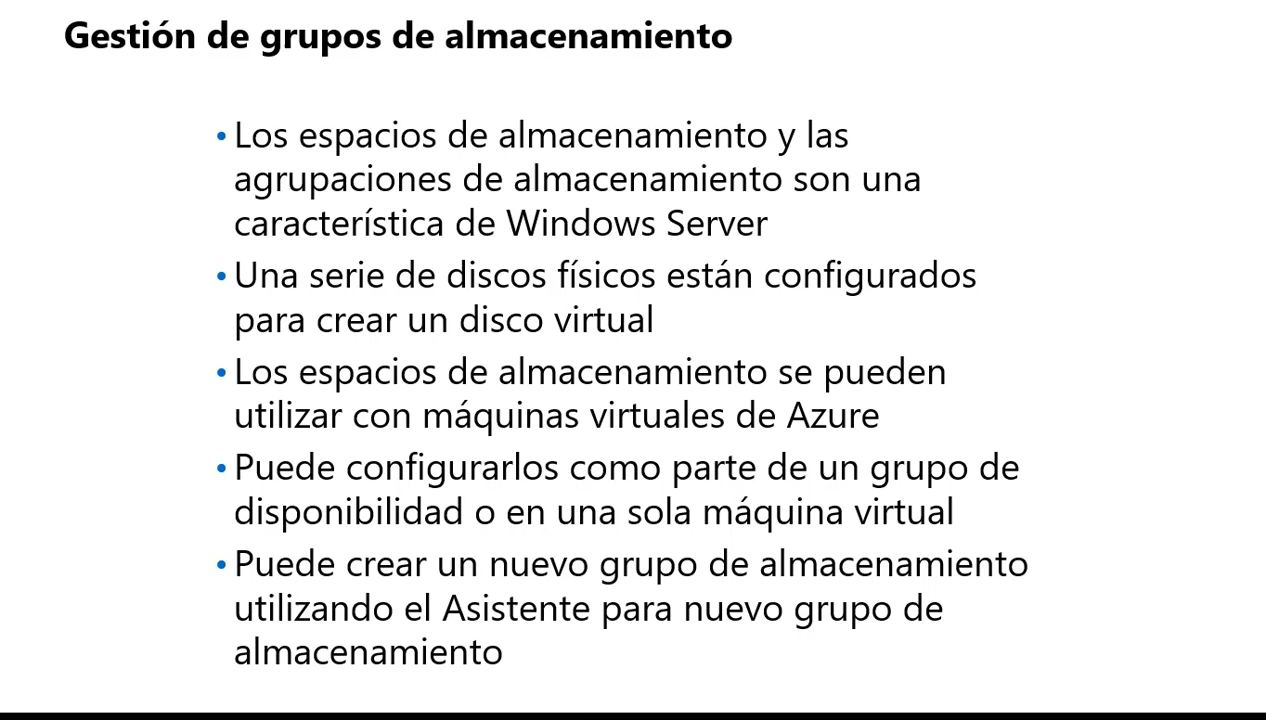 Gestión de grupos de almacenamiento
• Los espacios de almacenamiento y las
agrupaciones de almacenamiento son una
característica de Windows Server
• Una serie de discos físicos están configurados
para crear un disco virtual
• Los espacios de almacenamiento se pueden
utilizar con máquinas virtuales de Azure
• Puede configurarlos como parte de un grupo de
disponibilidad o en una sola máquina virtual
• Puede crear un nuevo grupo de almacenamiento
utilizando el Asistente para nuevo grupo de
almacenamiento